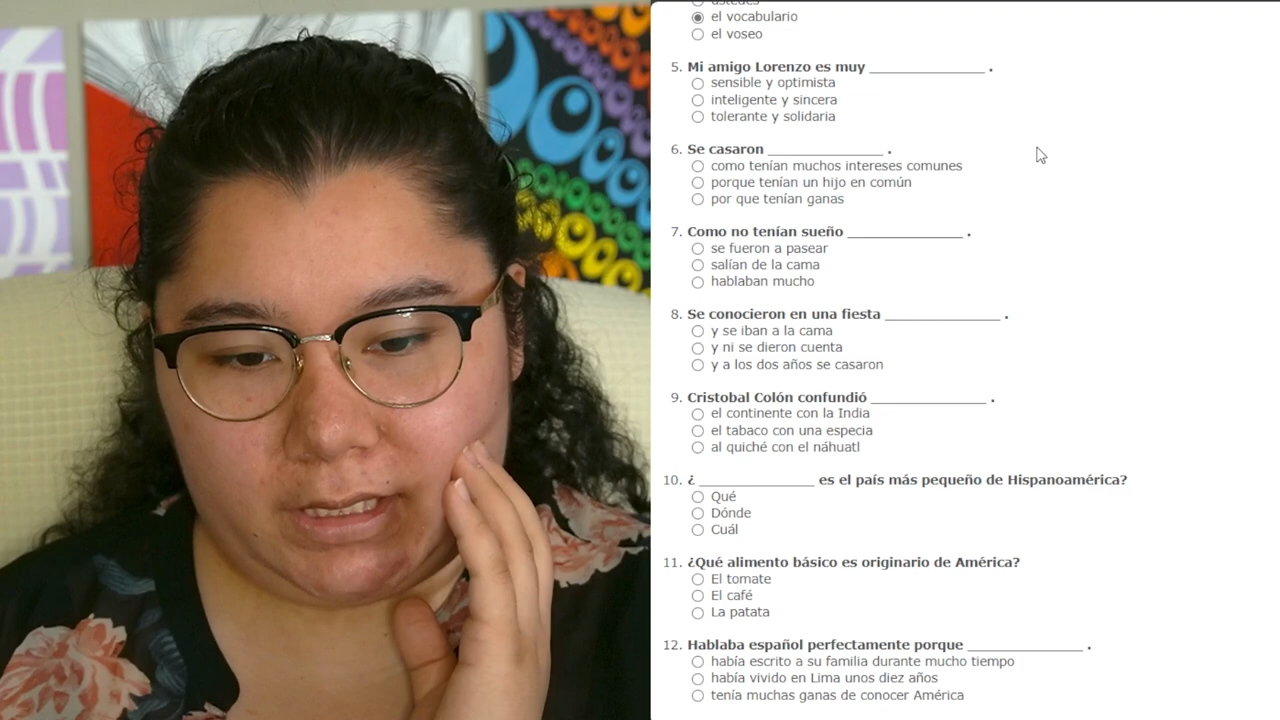 ustedes
el vocabulario
el voseo
5. Mi amigo Lorenzo es muy _______________ .
sensible y optimista
inteligente y sincera
tolerante y solidaria
6. Se casaron _______________ .
como tenían muchos intereses comunes
porque tenían un hijo en común
por que tenían ganas
7. Como no tenían sueño _______________ .
se fueron a pasear
salían de la cama
hablaban mucho
8. Se conocieron en una fiesta _______________ .
y se iban a la cama
y ni se dieron cuenta
y a los dos años se casaron
9. Cristobal Colón confundió _______________ .
el continente con la India
el tabaco con una especia
al quiché con el náhuatl
10. ¿ _______________ es el país más pequeño de Hispanoamérica?
Qué
Dónde
Cuál
11. ¿Qué alimento básico es originario de América?
El tomate
El café
La patata
12. Hablaba español perfectamente porque _______________ .
había escrito a su familia durante mucho tiempo
había vivido en Lima unos diez años
tenía muchas ganas de conocer América